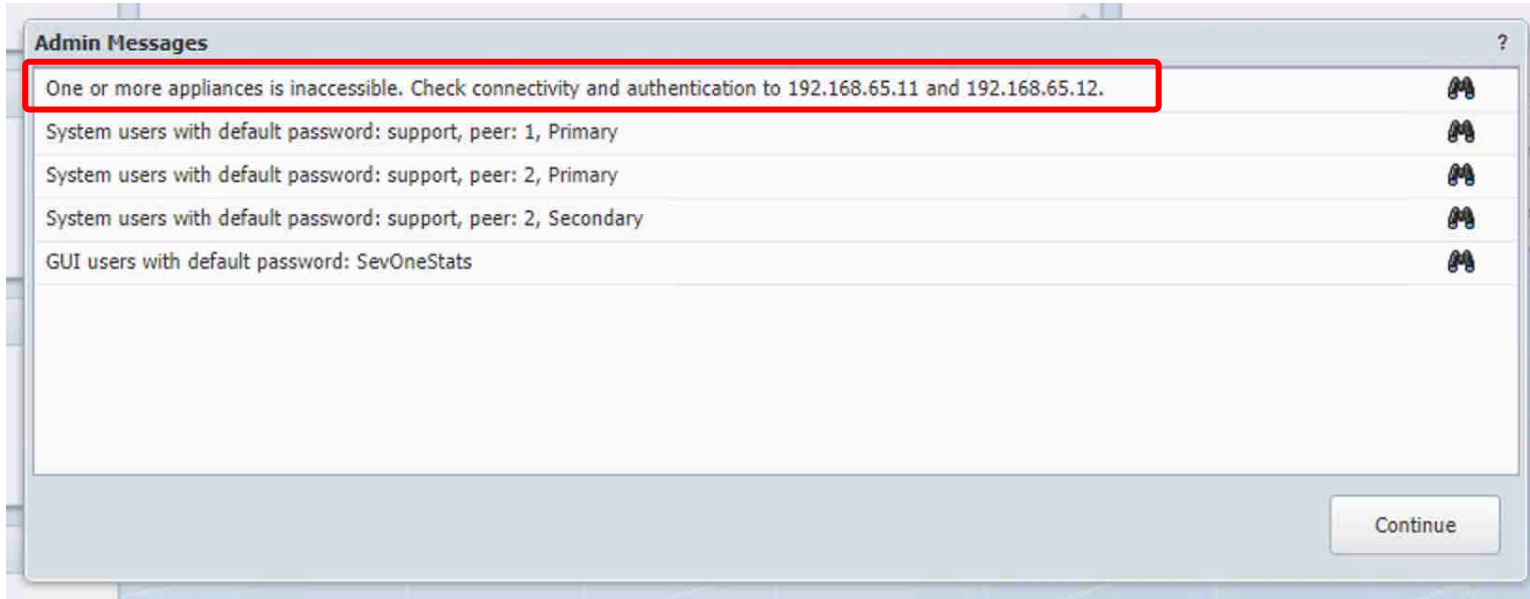 Admin Messages ?
One or more appliances is inaccessible. Check connectivity and authentication to 192.168.65.11 and 192.168.65.12.
System users with default password: support, peer: 1, Primary
System users with default password: support, peer: 2, Primary
System users with default password: support, peer: 2, Secondary
GUI users with default password: SevOneStats
Continue